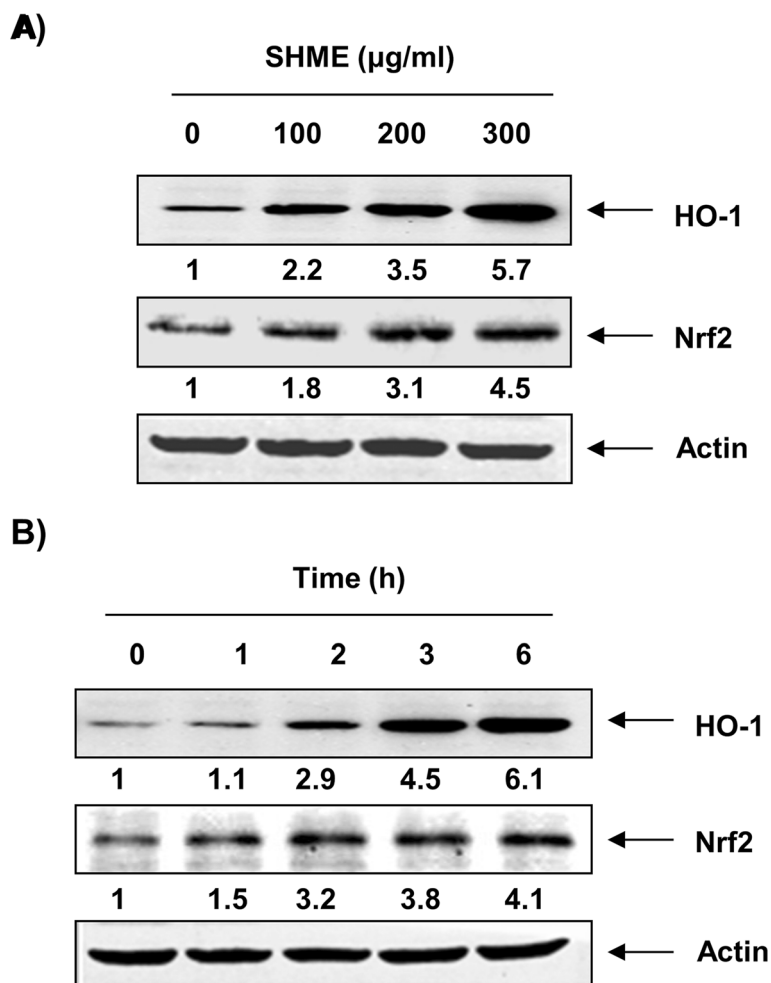 A)
SHME (µg/ml)
0 100 200 300
HO-1
1 2.2 3.5 5.7
Nrf2
1 1.8 3.1 4.5
Actin
B)
Time (h)
0 1 2 3 6
HO-1
1 1.1 2.9 4.5 6.1
Nrf2
1 1.5 3.2 3.8 4.1
Actin